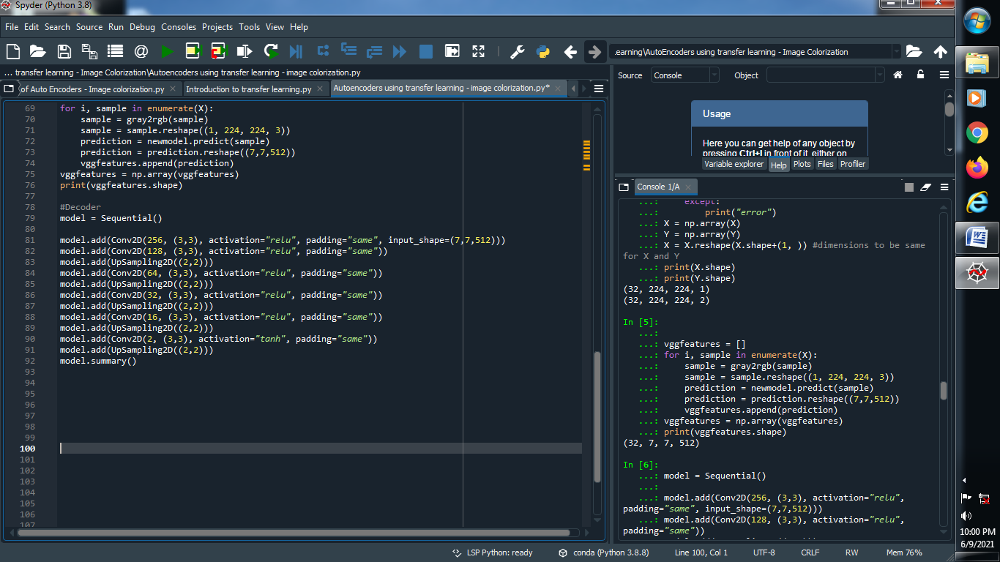 Spyder (Python 3.8)
File Edit Search Source Run Debug Consoles Projects Tools View Help
.earning\AutoEncoders using transfer learning - Image Colorization
... transfer learning - Image Colorization\Autoencoders using transfer learning - image colorization.py
of Auto Encoders - Image colorization.py
Introduction to transfer learning.py
Autoencoders using transfer learning - image colorization.py*
69 for i, sample in enumerate(X):
70     sample = gray2rgb(sample)
71     sample = sample.reshape((1, 224, 224, 3))
72     prediction = newmodel.predict(sample)
73     prediction = prediction.reshape((7,7,512))
74     vggfeatures.append(prediction)
75 vggfeatures = np.array(vggfeatures)
76 print(vggfeatures.shape)
77
78 #Decoder
79 model = Sequential()
80
81 model.add(Conv2D(256, (3,3), activation="relu", padding="same", input_shape=(7,7,512)))
82 model.add(Conv2D(128, (3,3), activation="relu", padding="same"))
83 model.add(UpSampling2D((2,2)))
84 model.add(Conv2D(64, (3,3), activation="relu", padding="same"))
85 model.add(UpSampling2D((2,2)))
86 model.add(Conv2D(32, (3,3), activation="relu", padding="same"))
87 model.add(UpSampling2D((2,2)))
88 model.add(Conv2D(16, (3,3), activation="relu", padding="same"))
89 model.add(UpSampling2D((2,2)))
90 model.add(Conv2D(2, (3,3), activation="tanh", padding="same"))
91 model.add(UpSampling2D((2,2)))
92 model.summary()
93
94
95
96
97
98
99
100
101
102
103
104
105
106
107
Source Console Object
Usage
Here you can get help of any object by
pressing Ctrl+I in front of it, either on
Variable explorer Help Plots Files Profiler
Console 1/A
...:     except:
...:         print("error")
...: X = np.array(X)
...: Y = np.array(Y)
...: X = X.reshape(X.shape+(1, )) #dimensions to be same
for X and Y
...: print(X.shape)
...: print(Y.shape)
(32, 224, 224, 1)
(32, 224, 224, 2)
In [5]:
...:
...: vggfeatures = []
...: for i, sample in enumerate(X):
...:     sample = gray2rgb(sample)
...:     sample = sample.reshape((1, 224, 224, 3))
...:     prediction = newmodel.predict(sample)
...:     prediction = prediction.reshape((7,7,512))
...:     vggfeatures.append(prediction)
...: vggfeatures = np.array(vggfeatures)
...: print(vggfeatures.shape)
(32, 7, 7, 512)
In [6]:
...: model = Sequential()
...:
...: model.add(Conv2D(256, (3,3), activation="relu",
padding="same", input_shape=(7,7,512)))
...: model.add(Conv2D(128, (3,3), activation="relu",
padding="same"))
LSP Python: ready conda (Python 3.8.8) Line 100, Col 1 UTF-8 CRLF RW Mem 76%
10:00 PM
6/9/2021